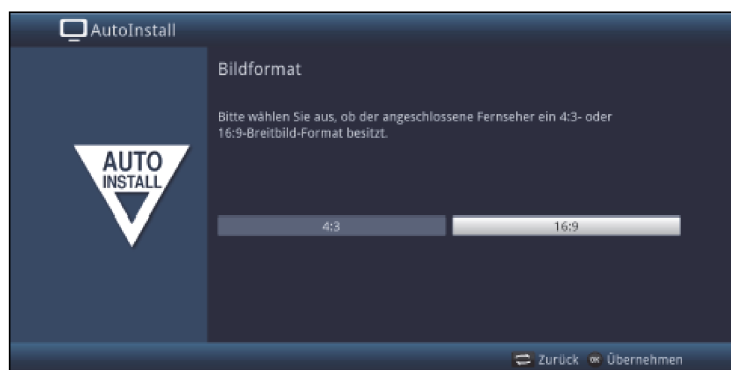 AutoInstall
Bildformat
Bitte wählen Sie aus, ob der angeschlossene Fernseher ein 4:3- oder
16:9-Breitbild-Format besitzt.
AUTO
INSTALL
4:3
16:9
Zurück OK Übernehmen